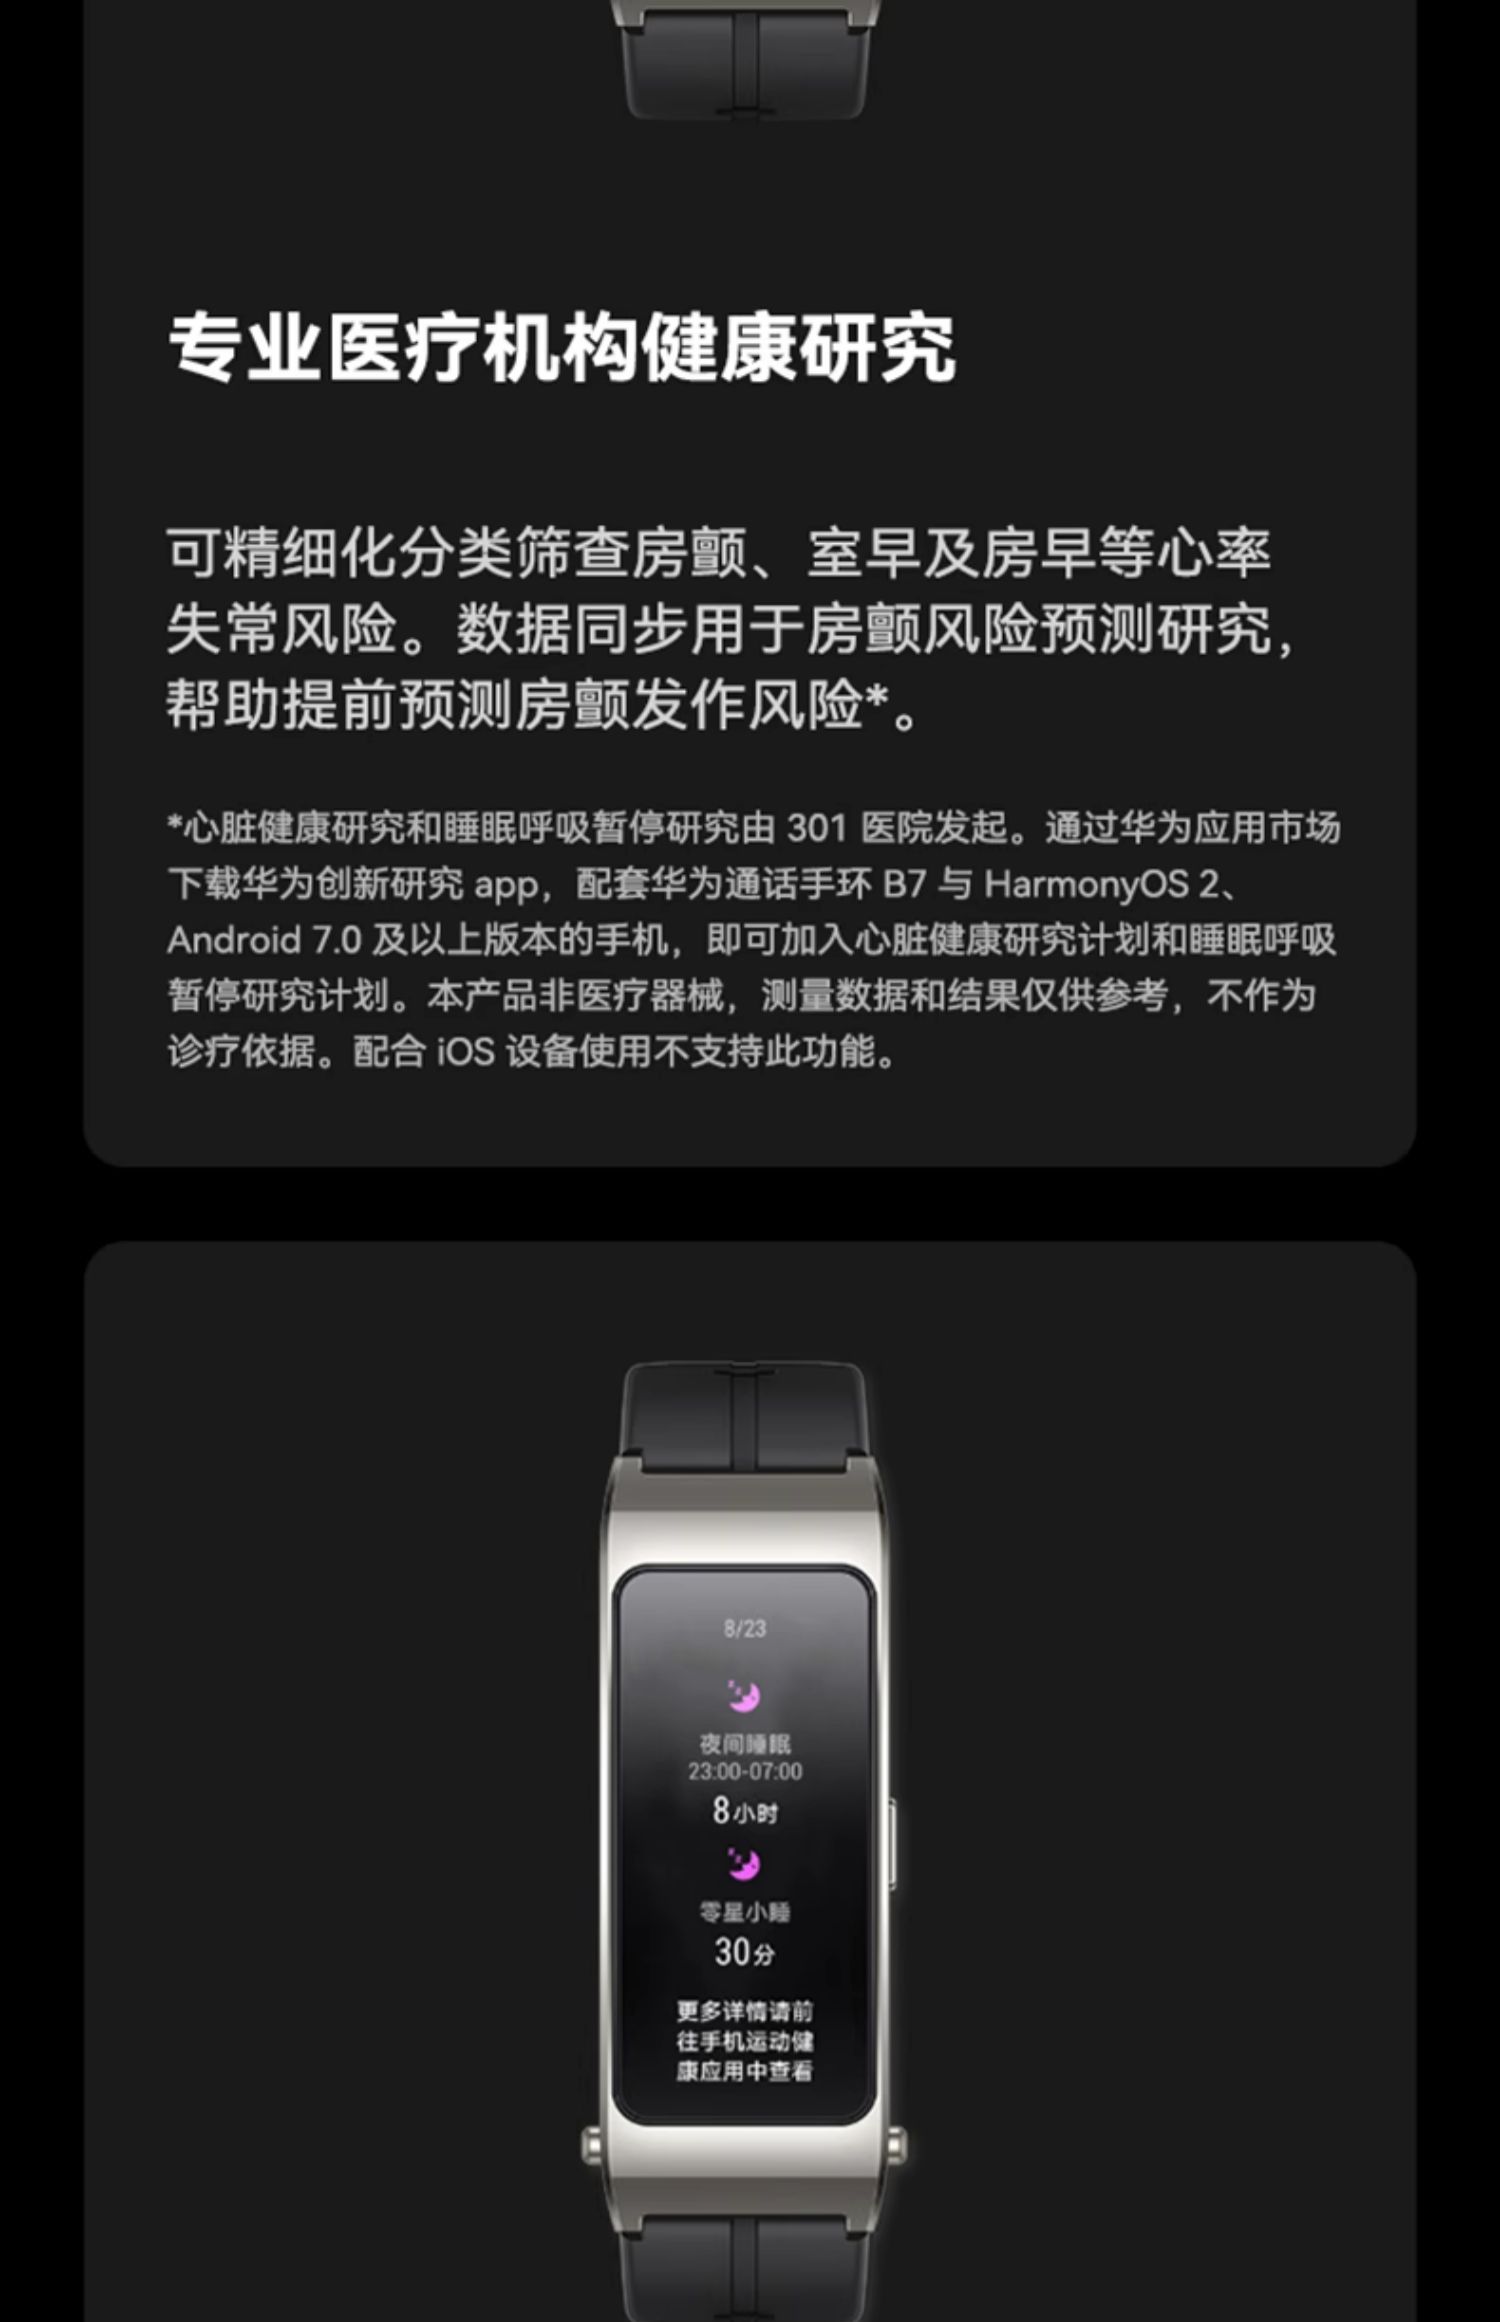 专业医疗机构健康研究
可精细化分类筛查房颤、室早及房早等心率
失常风险。数据同步用于房颤风险预测研究，
帮助提前预测房颤发作风险*。
*心脏健康研究和睡眠呼吸暂停研究由 301 医院发起。通过华为应用市场
下载华为创新研究 app，配套华为通话手环 B7 与 HarmonyOS 2、
Android 7.0 及以上版本的手机，即可加入心脏健康研究计划和睡眠呼吸
暂停研究计划。本产品非医疗器械，测量数据和结果仅供参考，不作为
诊疗依据。配合 iOS 设备使用不支持此功能。
8/23
夜间睡眠
23:00-07:00
8小时
零星小睡
30分
更多详情请前
往手机运动健
康应用中查看